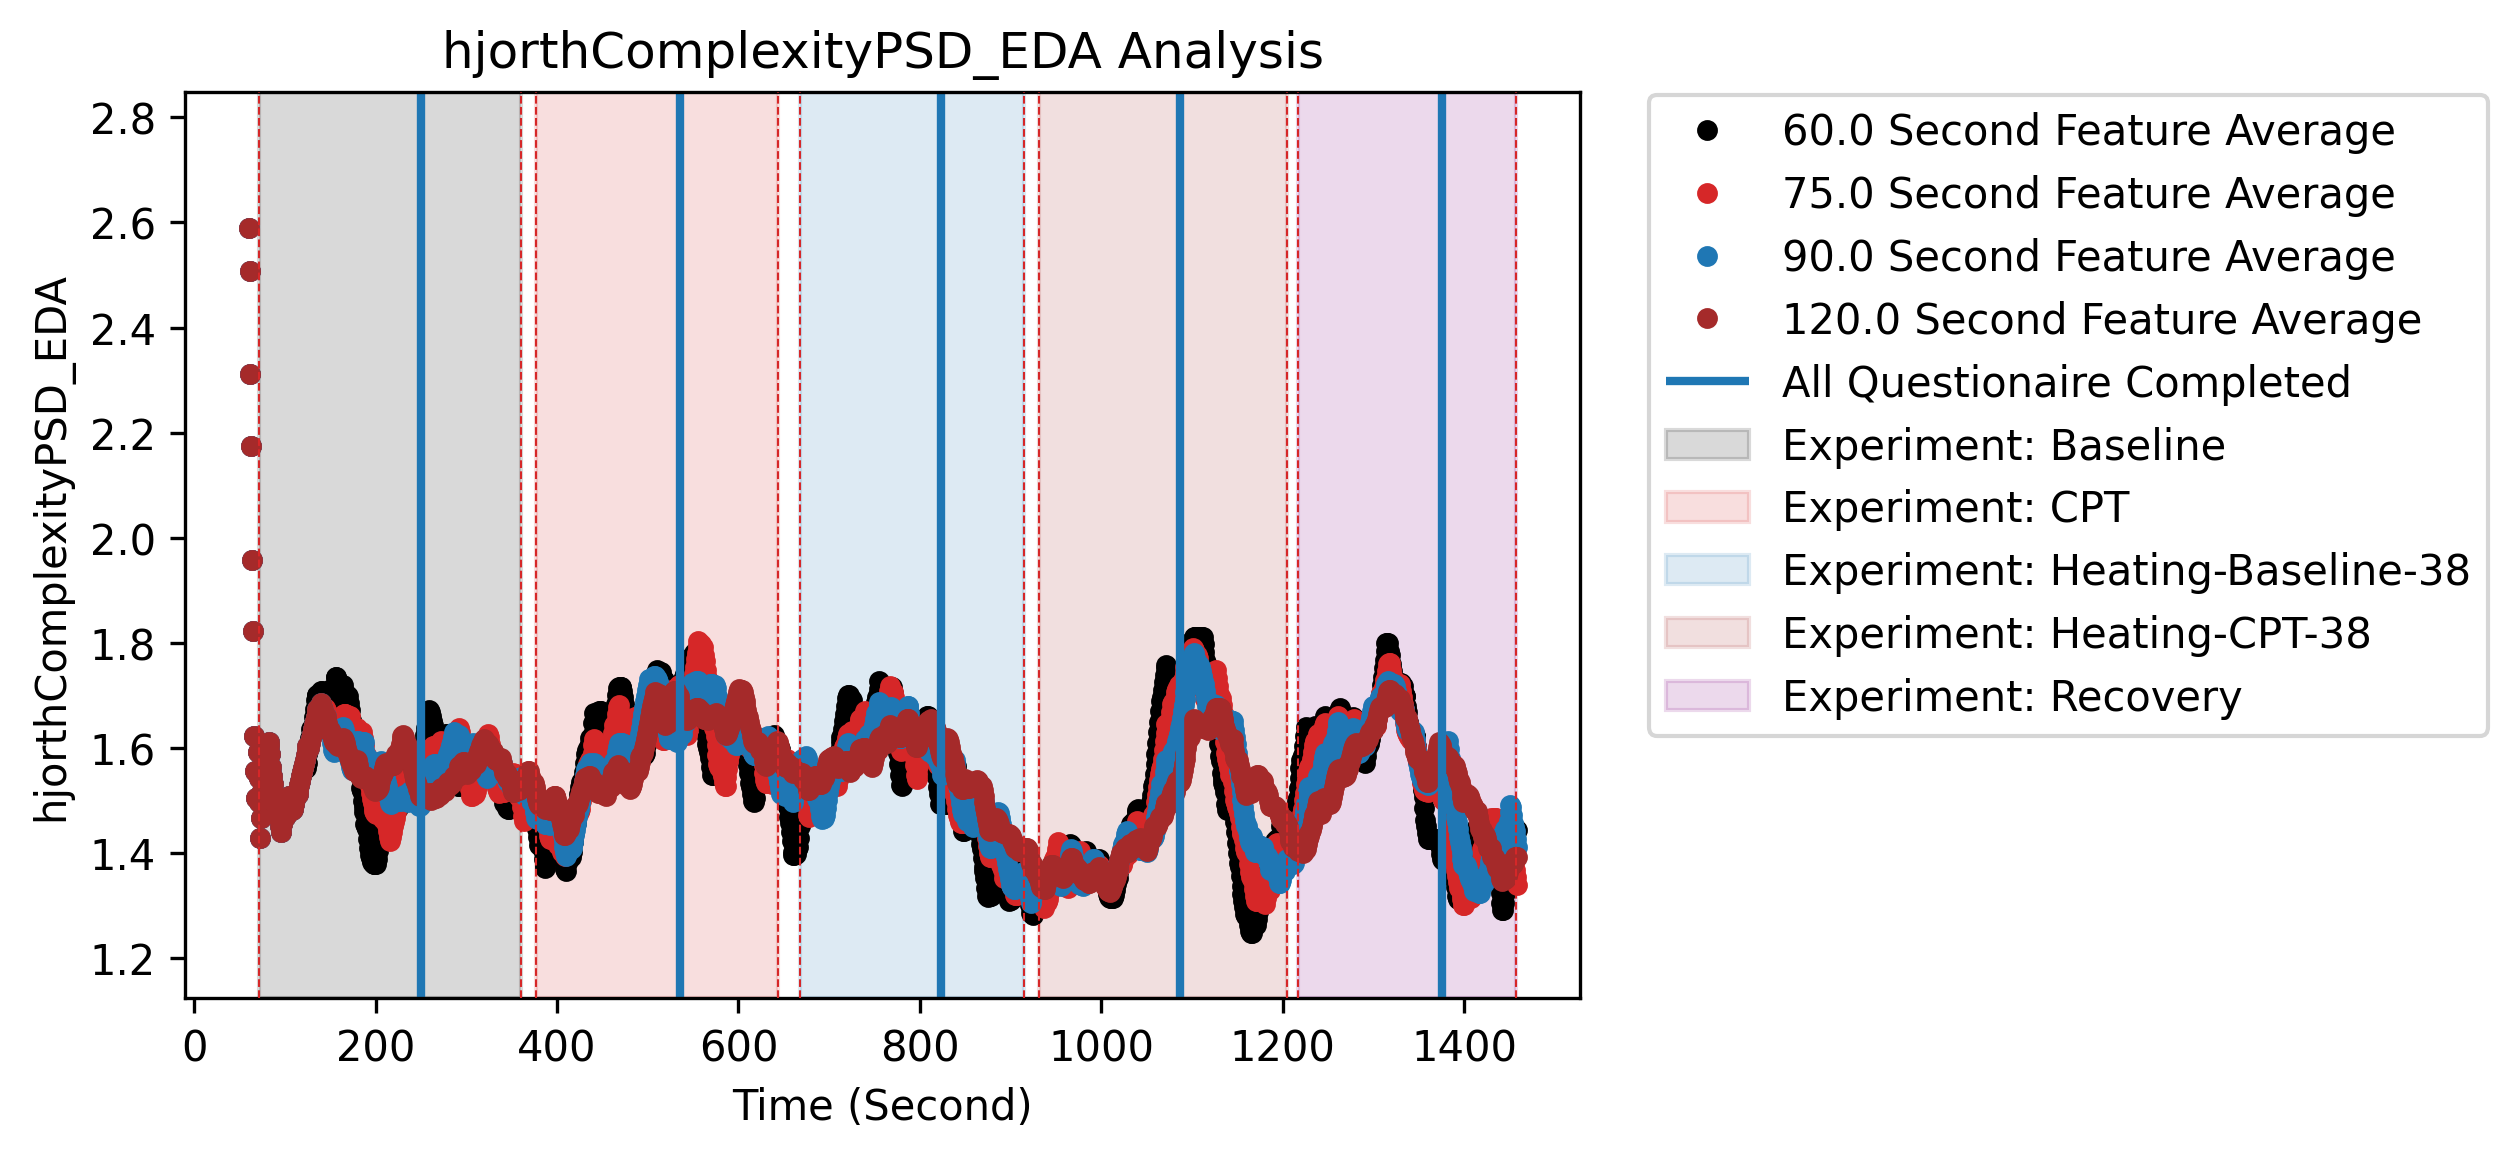 hjorthComplexityPSD_EDA Analysis
hjorthComplexityPSD_EDA
2.8
2.6
2.4
2.2
2.0
1.8
1.6
1.4
1.2
0 200 400 600 800 1000 1200 1400
Time (Second)
60.0 Second Feature Average
75.0 Second Feature Average
90.0 Second Feature Average
120.0 Second Feature Average
All Questionaire Completed
Experiment: Baseline
Experiment: CPT
Experiment: Heating-Baseline-38
Experiment: Heating-CPT-38
Experiment: Recovery